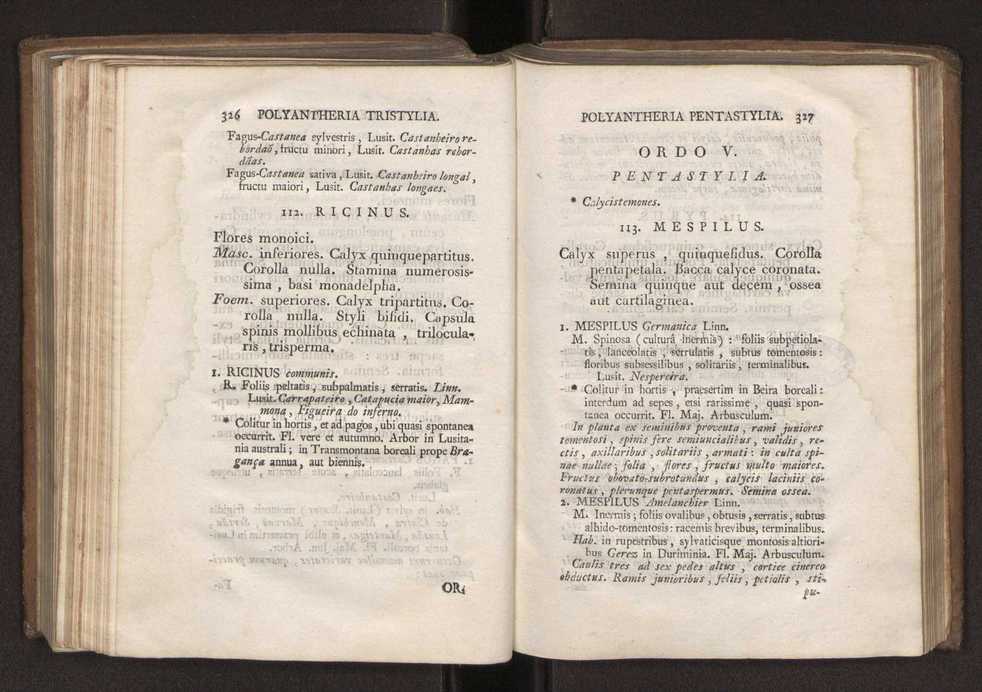 326 POLYANTHERIA TRISTYLIA.
Fagus-Castanea sylvestris, Lusit. Castanheiro re-
bordaõ, fructu minori, Lusit. Castanhas rebor-
dãas.
Fagus-Castanea sativa, Lusit. Castanheiro longal,
fructu maiori, Lusit. Castanhas longaes.
112. RICINUS.
Flores monoici.
Masc. inferiores. Calyx quinquepartitus.
Corolla nulla. Stamina numerosis-
sima, basi monadelpha.
Foem. superiores. Calyx tripartitus. Co-
rolla nulla. Styli bifidi. Capsula
spinis mollibus echinata, trilocula-
ris, trisperma.
1. RICINUS communis.
R. Foliis peltatis, subpalmatis, serratis. Linn.
Lusit. Carrapateiro, Catapucia maior, Mam-
mona, Figueira do inferno.
* Colitur in hortis, et ad pagos, ubi quasi spontanea
occurrit. Fl. vere et autumno. Arbor in Lusita-
nia australi; in Transmontana boreali prope Bra-
gança annua, aut biennis.
OR-
POLYANTHERIA PENTASTYLIA. 327
ORDO V.
PENTASTYLIA.
* Calycistemones.
113. MESPILUS.
Calyx superus, quinquefidus. Corolla
pentapetala. Bacca calyce coronata.
Semina quinque aut decem, ossea
aut cartilaginea.
1. MESPILUS Germanica Linn.
M. Spinosa (culturâ inermis): foliis subpetiola-
tis, lanceolatis, serrulatis, subtus tomentosis:
floribus subsessilibus, solitariis, terminalibus.
Lusit. Nespereira.
* Colitur in hortis, praesertim in Beira boreali:
interdum ad sepes, etsi rarissime, quasi spon-
tanea occurrit. Fl. Maj. Arbusculum.
In planta ex seminibus proventa, rami juniores
tomentosi, spinis fere semiuncialibus, validis, re-
ctis, axillaribus, solitariis, armati: in culta spi-
nae nullae; folia, flores, fructus multo maiores.
Fructus obovato-subrotundus, calycis laciniis co-
ronatus, plerunque pentaspermus. Semina ossea.
2. MESPILUS Amelanchier Linn.
M. Inermis; foliis ovalibus, obtusis, serratis, subtus
albido-tomentosis: racemis brevibus, terminalibus.
Hab. in rupestribus, sylvaticisque montosis altiori-
bus Gerez in Duriminia. Fl. Maj. Arbusculum.
Caulis tres ad sex pedes altus, cortice cinereo
obductus. Ramis junioribus, foliis, petiolis, sti-
pu-